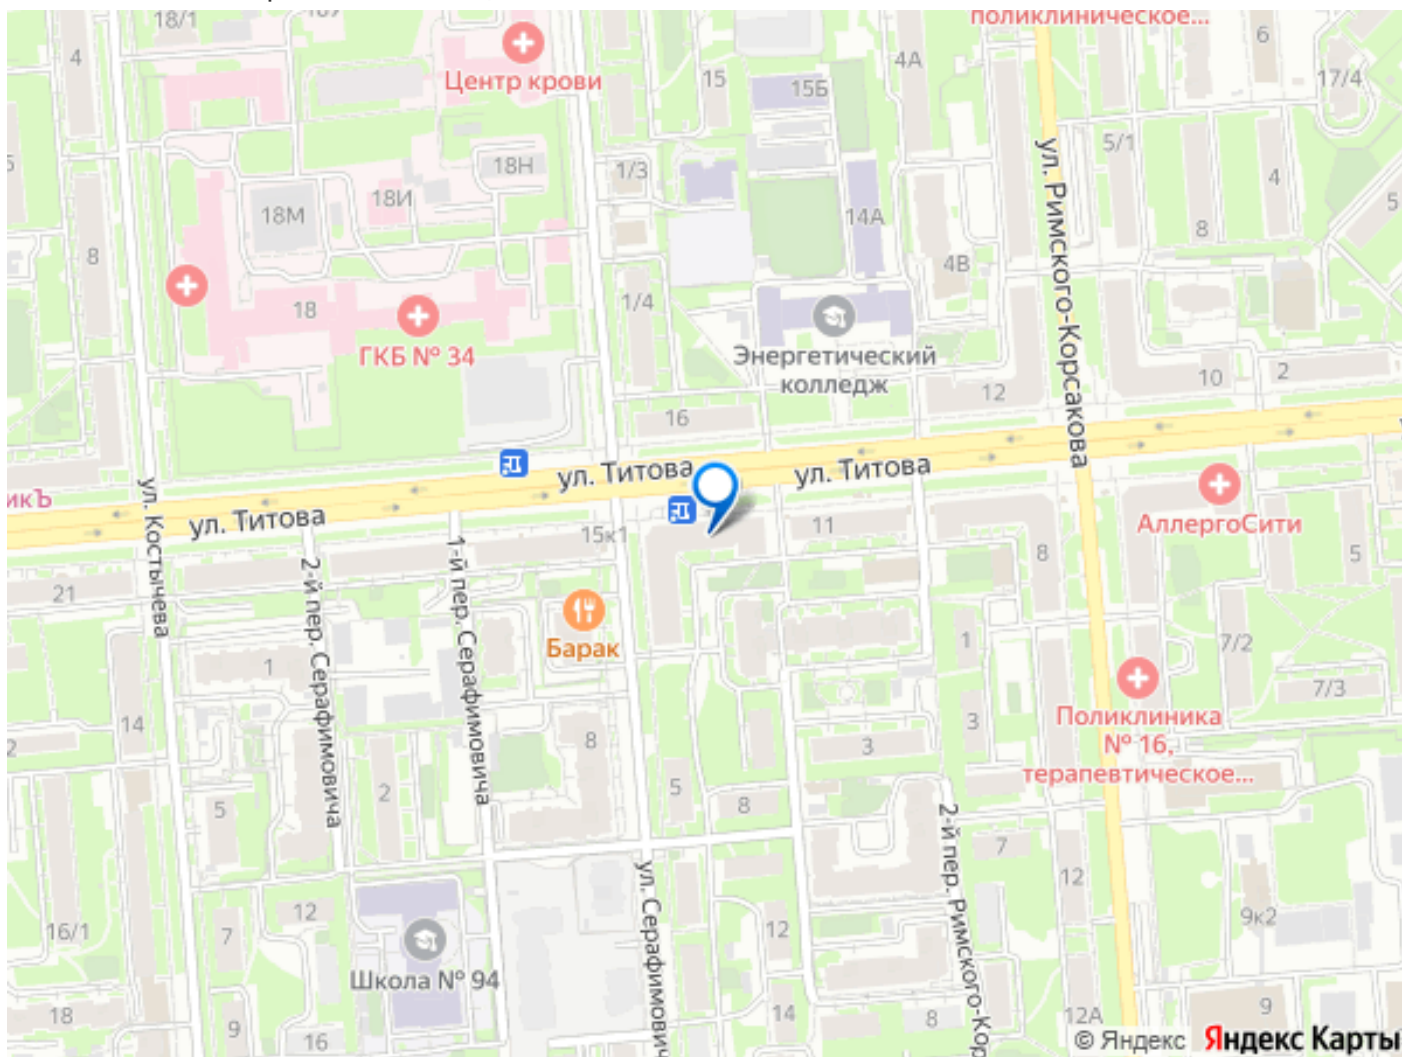 18/1
поликлиническое...
4
6
4А
Центр крови
15
15Б
17/4
5/1
18Н
1/3
4
18И
5
18М
14А
8
ул. Римского-Корсакова
8
4В
1/4
18
ГКБ № 34
Энергетический
колледж
10
2
12
16
ул. Титова
ул. Титова
икЪ
ул. Титова
АллергоСити
15к1
11
8
5
21
ул. Костычева
2-й пер. Серафимовича
1-й пер. Серафимовича
Барак
1
7/2
1
7/3
14
3
Поликлиника
№ 16,
терапевтическое...
8
3
2
5
2
5
8
7
12
2-й пер. Римского-Кор
ул. Серафимович
12
9к2
16/1
7
12
Школа № 94
18
9
16
14
8
12А
9
© Яндекс Яндекс Карты